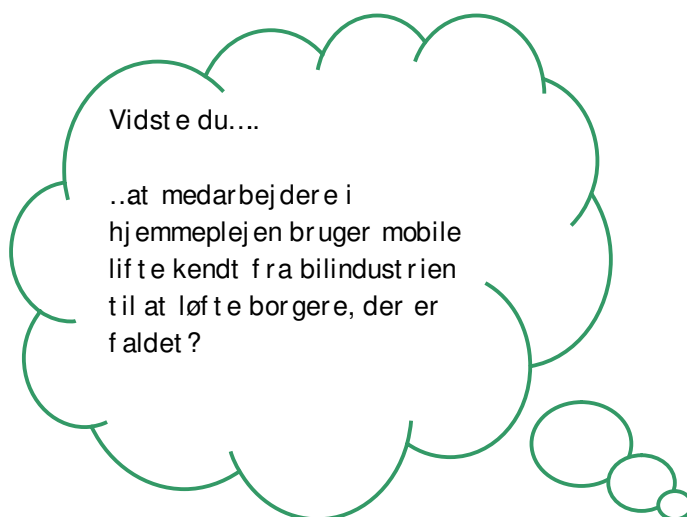 Vidste du....
..at medarbejdere i
hjemmeplejen bruger mobile
lifte kendt fra bilindustrien
til at løfte borgere, der er
faldet?